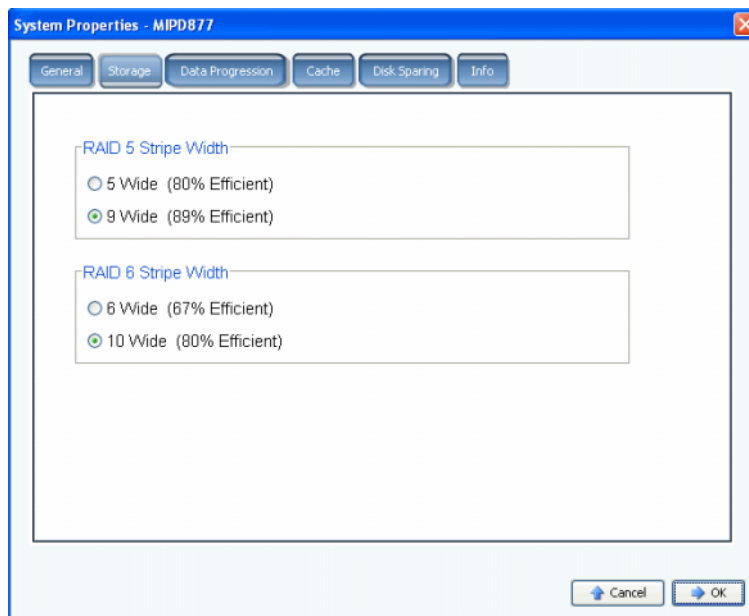 System Properties - MIPD877
General Storage Data Progression Cache Disk Sparing Info
RAID 5 Stripe Width
5 Wide (80% Efficient)
9 Wide (89% Efficient)
RAID 6 Stripe Width
6 Wide (67% Efficient)
10 Wide (80% Efficient)
Cancel OK